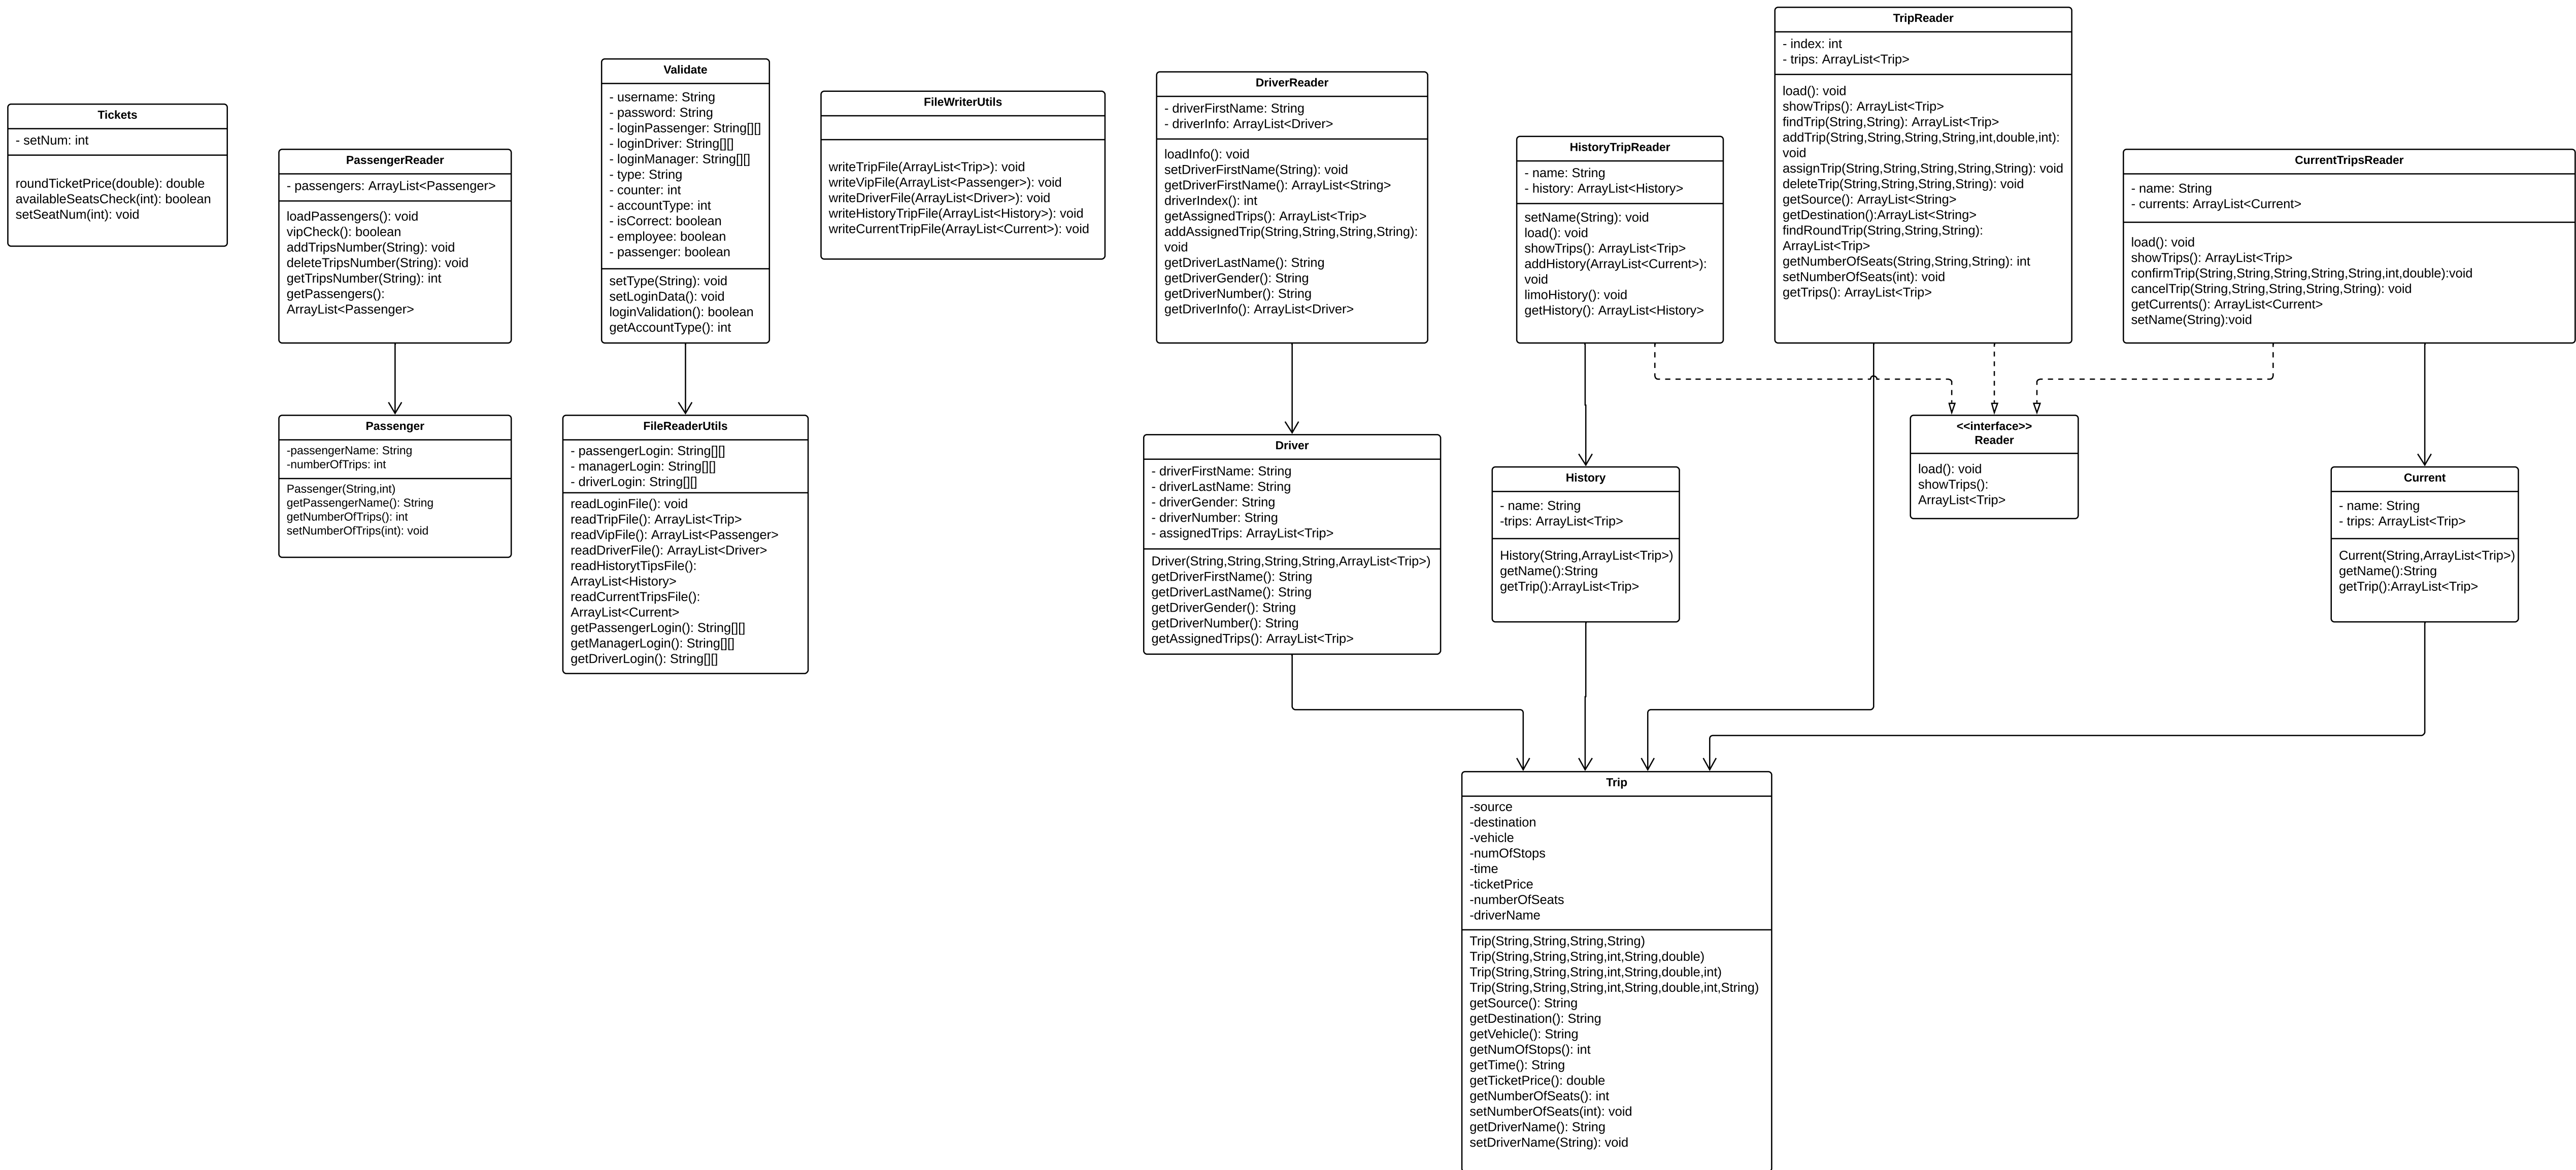 Tickets
- setNum: int
roundTicketPrice(double): double
availableSeatsCheck(int): boolean
setSeatNum(int): void
PassengerReader
- passengers: ArrayList<Passenger>
loadPassengers(): void
vipCheck(): boolean
addTripsNumber(String): void
deleteTripsNumber(String): void
getTripsNumber(String): int
getPassengers():
ArrayList<Passenger>
Validate
- username: String
- password: String
- loginPassenger: String[][]
- loginDriver: String[][]
- loginManager: String[][]
- type: String
- counter: int
- accountType: int
- isCorrect: boolean
- employee: boolean
- passenger: boolean
setType(String): void
setLoginData(): void
loginValidation(): boolean
getAccountType(): int
FileWriterUtils
writeTripFile(ArrayList<Trip>): void
writeVipFile(ArrayList<Passenger>): void
writeDriverFile(ArrayList<Driver>): void
writeHistoryTripFile(ArrayList<History>): void
writeCurrentTripFile(ArrayList<Current>): void
DriverReader
- driverFirstName: String
- driverInfo: ArrayList<Driver>
loadInfo(): void
setDriverFirstName(String): void
getDriverFirstName(): ArrayList<String>
driverIndex(): int
getAssignedTrips(): ArrayList<Trip>
addAssignedTrip(String,String,String,String):
void
getDriverLastName(): String
getDriverGender(): String
getDriverNumber(): String
getDriverInfo(): ArrayList<Driver>
HistoryTripReader
- name: String
- history: ArrayList<History>
setName(String): void
load(): void
showTrips(): ArrayList<Trip>
addHistory(ArrayList<Current>):
void
limoHistory(): void
getHistory(): ArrayList<History>
TripReader
- index: int
- trips: ArrayList<Trip>
load(): void
showTrips(): ArrayList<Trip>
findTrip(String,String): ArrayList<Trip>
addTrip(String,String,String,String,int,double,int):
void
assignTrip(String,String,String,String,String): void
deleteTrip(String,String,String,String): void
getSource(): ArrayList<String>
getDestination():ArrayList<String>
findRoundTrip(String,String,String):
ArrayList<Trip>
getNumberOfSeats(String,String,String): int
setNumberOfSeats(int): void
getTrips(): ArrayList<Trip>
CurrentTripsReader
- name: String
- currents: ArrayList<Current>
load(): void
showTrips(): ArrayList<Trip>
confirmTrip(String,String,String,String,String,int,double):void
cancelTrip(String,String,String,String,String): void
getCurrents(): ArrayList<Current>
setName(String):void
Passenger
-passengerName: String
-numberOfTrips: int
Passenger(String,int)
getPassengerName(): String
getNumberOfTrips(): int
setNumberOfTrips(int): void
FileReaderUtils
- passengerLogin: String[][]
- managerLogin: String[][]
- driverLogin: String[][]
readLoginFile(): void
readTripFile(): ArrayList<Trip>
readVipFile(): ArrayList<Passenger>
readDriverFile(): ArrayList<Driver>
readHistorytTipsFile():
ArrayList<History>
readCurrentTripsFile():
ArrayList<Current>
getPassengerLogin(): String[][]
getManagerLogin(): String[][]
getDriverLogin(): String[][]
Driver
- driverFirstName: String
- driverLastName: String
- driverGender: String
- driverNumber: String
- assignedTrips: ArrayList<Trip>
Driver(String,String,String,String,ArrayList<Trip>)
getDriverFirstName(): String
getDriverLastName(): String
getDriverGender(): String
getDriverNumber(): String
getAssignedTrips(): ArrayList<Trip>
History
- name: String
-trips: ArrayList<Trip>
History(String,ArrayList<Trip>)
getName():String
getTrip():ArrayList<Trip>
<<interface>>
Reader
load(): void
showTrips():
ArrayList<Trip>
Current
- name: String
- trips: ArrayList<Trip>
Current(String,ArrayList<Trip>)
getName():String
getTrip():ArrayList<Trip>
Trip
-source
-destination
-vehicle
-numOfStops
-time
-ticketPrice
-numberOfSeats
-driverName
Trip(String,String,String,String)
Trip(String,String,String,int,String,double)
Trip(String,String,String,int,String,double,int)
Trip(String,String,String,int,String,double,int,String)
getSource(): String
getDestination(): String
getVehicle(): String
getNumOfStops(): int
getTime(): String
getTicketPrice(): double
getNumberOfSeats(): int
setNumberOfSeats(int): void
getDriverName(): String
setDriverName(String): void